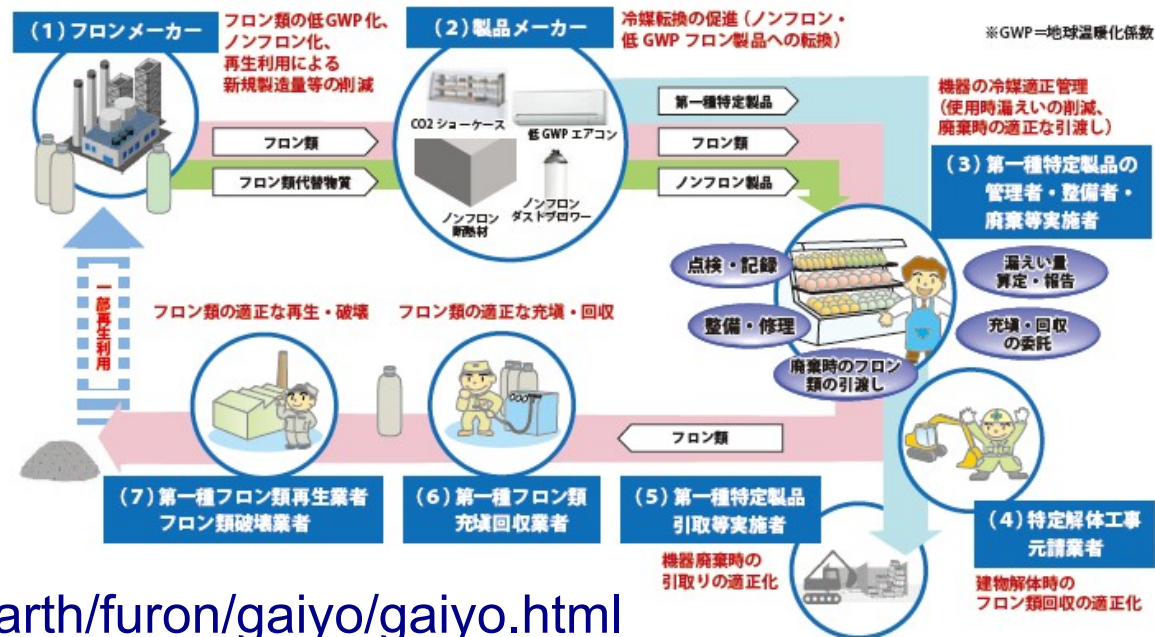 (1)フロンメーカー
フロン類の低GWP化、
ノンフロン化、
再生利用による
新規製造量等の削減
(2)製品メーカー
冷媒転換の促進(ノンフロン・
低GWPフロン製品への転換)
※GWP=地球温暖化係数
CO2ショーケース
低GWPエアコン
ノンフロン
断熱材
ノンフロン
ダストブロワー
フロン類
フロン類代替物質
第一種特定製品
フロン類
ノンフロン製品
機器の冷媒適正管理
(使用時漏えいの削減、
廃棄時の適正な引渡し)
(3)第一種特定製品の
管理者・整備者・
廃棄等実施者
点検・記録
整備・修理
廃棄時のフロン
類の引渡し
漏えい量
算定・報告
充塡・回収
の委託
一部再生利用
フロン類の適正な再生・破壊
フロン類の適正な充塡・回収
フロン類
(7)第一種フロン類再生業者
フロン類破壊業者
(6)第一種フロン類
充塡回収業者
(5)第一種特定製品
引取等実施者
機器廃棄時の
引取りの適正化
(4)特定解体工事
元請業者
建物解体時の
フロン類回収の適正化
arth/furon/gaiyo/gaiyo.html